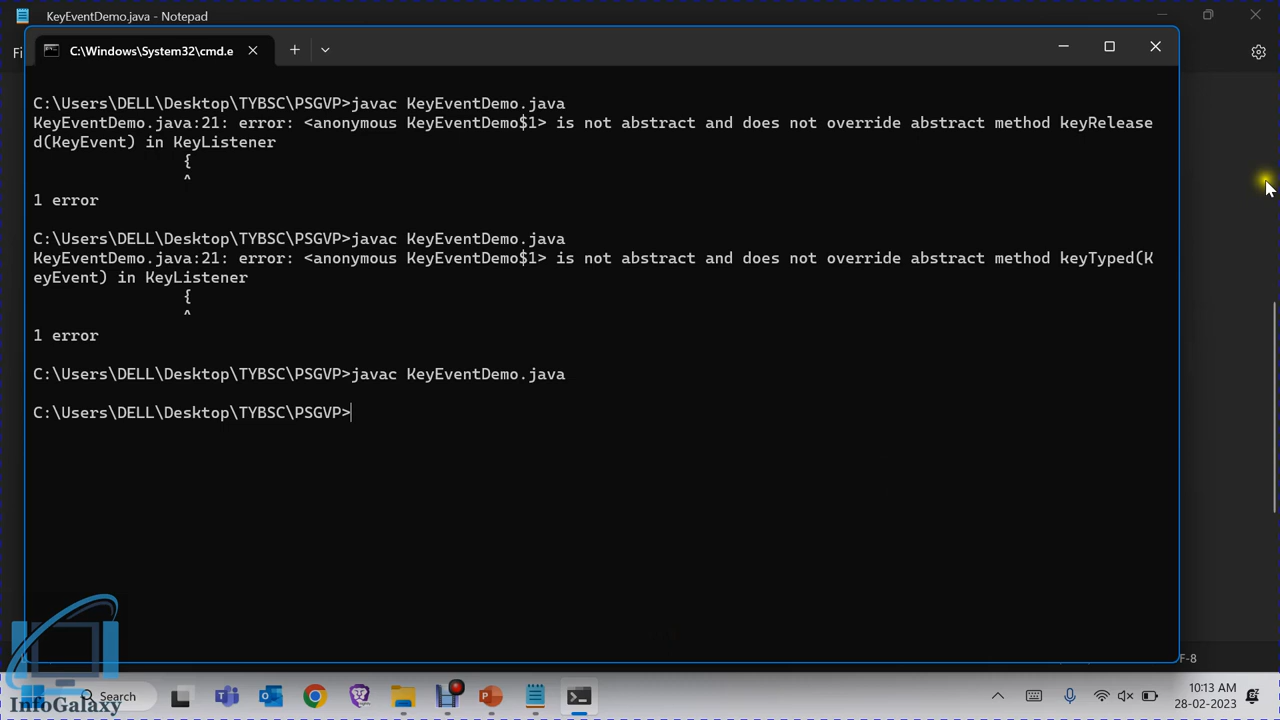 KeyEventDemo.java - Notepad
Fi
C:\Windows\System32\cmd.e
C:\Users\DELL\Desktop\TYBSC\PSGVP>javac KeyEventDemo.java
KeyEventDemo.java:21: error: <anonymous KeyEventDemo$1> is not abstract and does not override abstract method keyRelease
d(KeyEvent) in KeyListener
{
^
1 error
C:\Users\DELL\Desktop\TYBSC\PSGVP>javac KeyEventDemo.java
KeyEventDemo.java:21: error: <anonymous KeyEventDemo$1> is not abstract and does not override abstract method keyTyped(K
eyEvent) in KeyListener
{
^
1 error
C:\Users\DELL\Desktop\TYBSC\PSGVP>javac KeyEventDemo.java
C:\Users\DELL\Desktop\TYBSC\PSGVP>
F-8
Search
InfoGalaxy
10:13 AM
28-02-2023